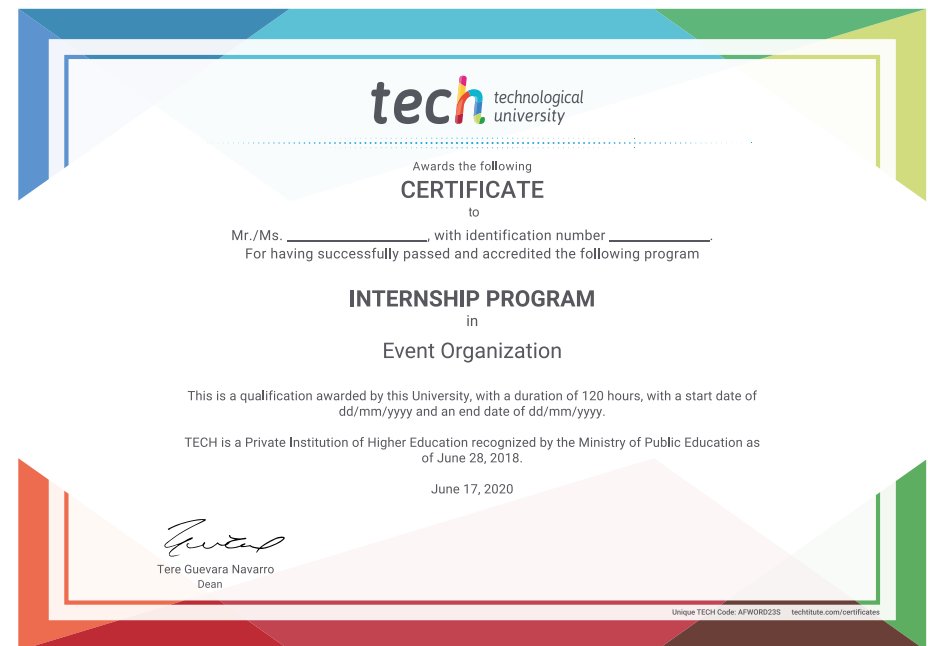 tech technological
university
Awards the following
CERTIFICATE
to
Mr./Ms. ____________________, with identification number ______________.
For having successfully passed and accredited the following program
INTERNSHIP PROGRAM
in
Event Organization
This is a qualification awarded by this University, with a duration of 120 hours, with a start date of
dd/mm/yyyy and an end date of dd/mm/yyyy.
TECH is a Private Institution of Higher Education recognized by the Ministry of Public Education as
of June 28, 2018.
June 17, 2020
Tere Guevara Navarro
Dean
Unique TECH Code: AFWORD23S techtitute.com/certificates